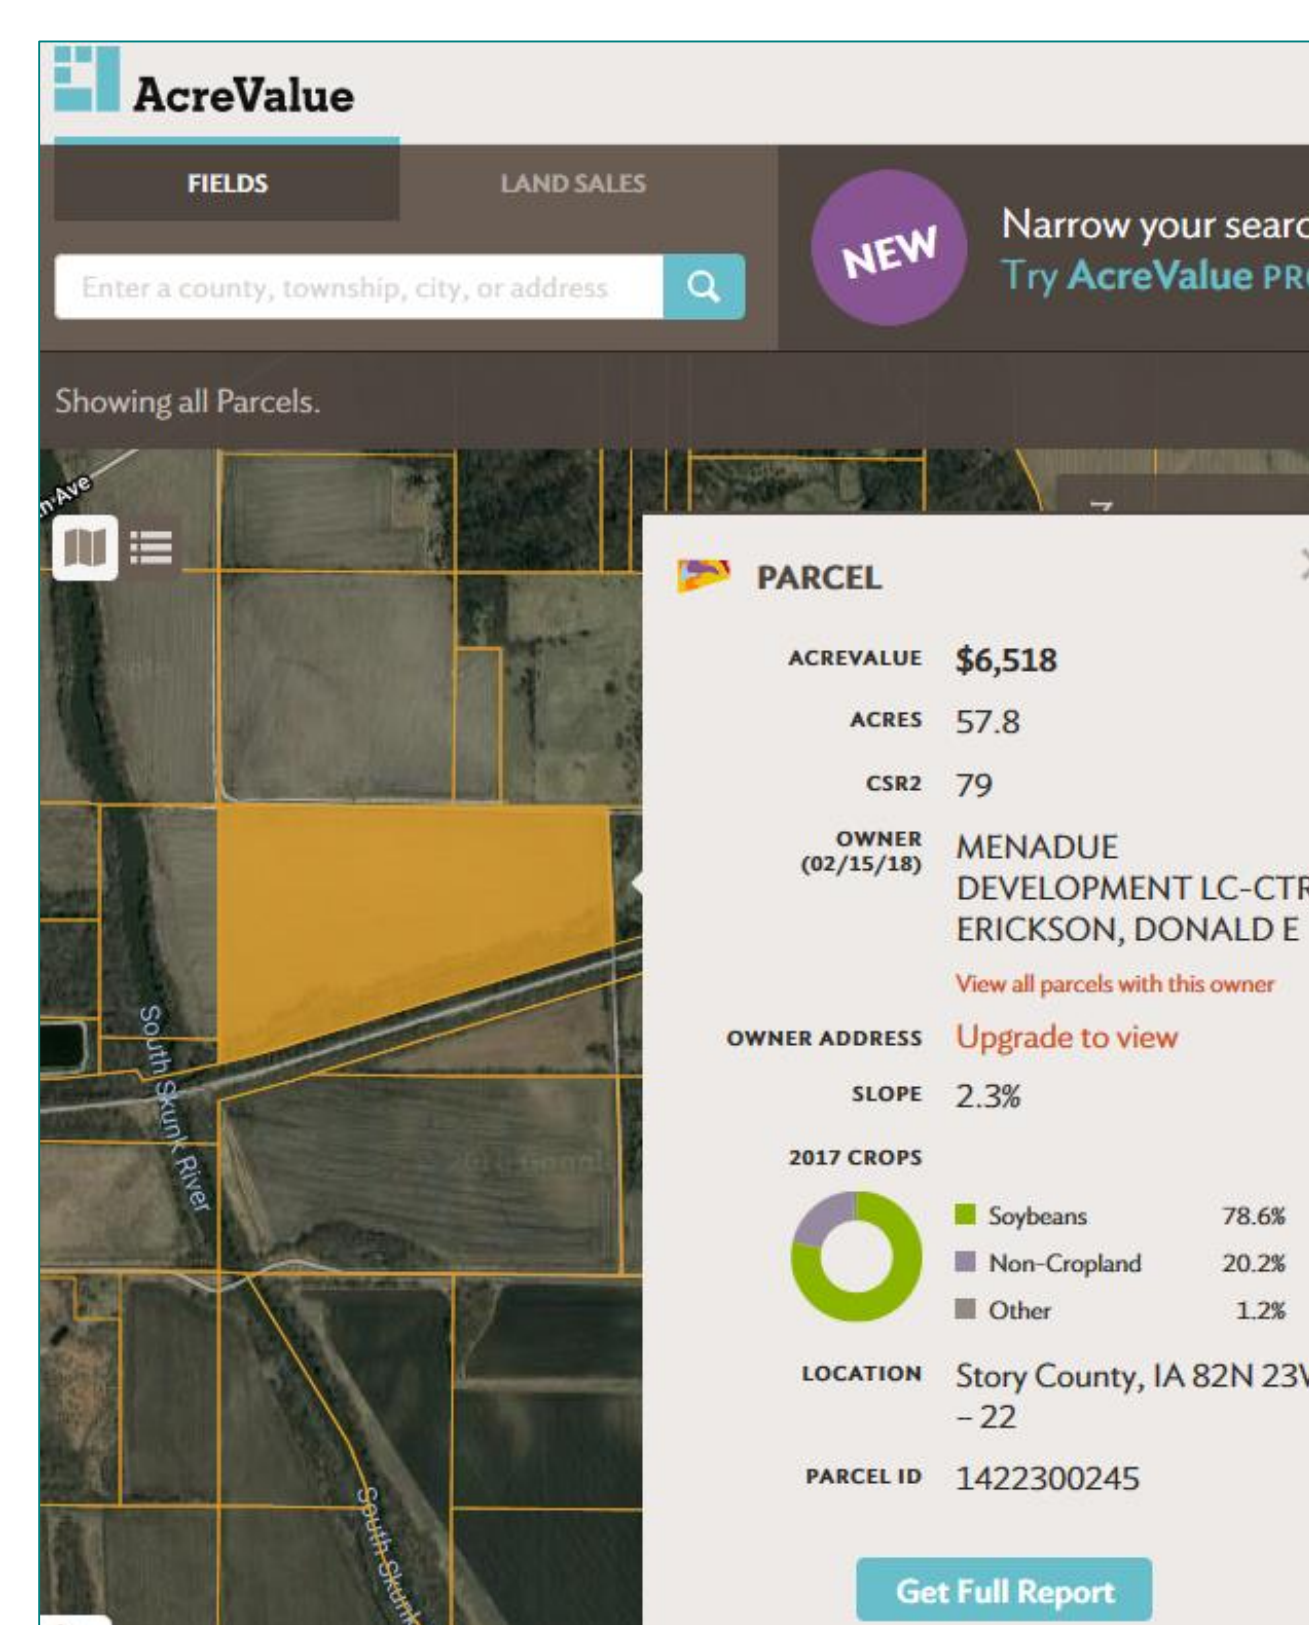 AcreValue
FIELDS
LAND SALES
NEW
Narrow your searc
Try AcreValue PR
Enter a county, township, city, or address
Showing all Parcels.
n Ave
PARCEL
ACREVALUE $6,518
ACRES 57.8
CSR2 79
OWNER
(02/15/18)
MENADUE
DEVELOPMENT LC-CTR
ERICKSON, DONALD E
View all parcels with this owner
OWNER ADDRESS Upgrade to view
SLOPE 2.3%
2017 CROPS
Soybeans 78.6%
Non-Cropland 20.2%
Other 1.2%
LOCATION Story County, IA 82N 23W
– 22
PARCEL ID 1422300245
Get Full Report
South Skunk River
South Skunk